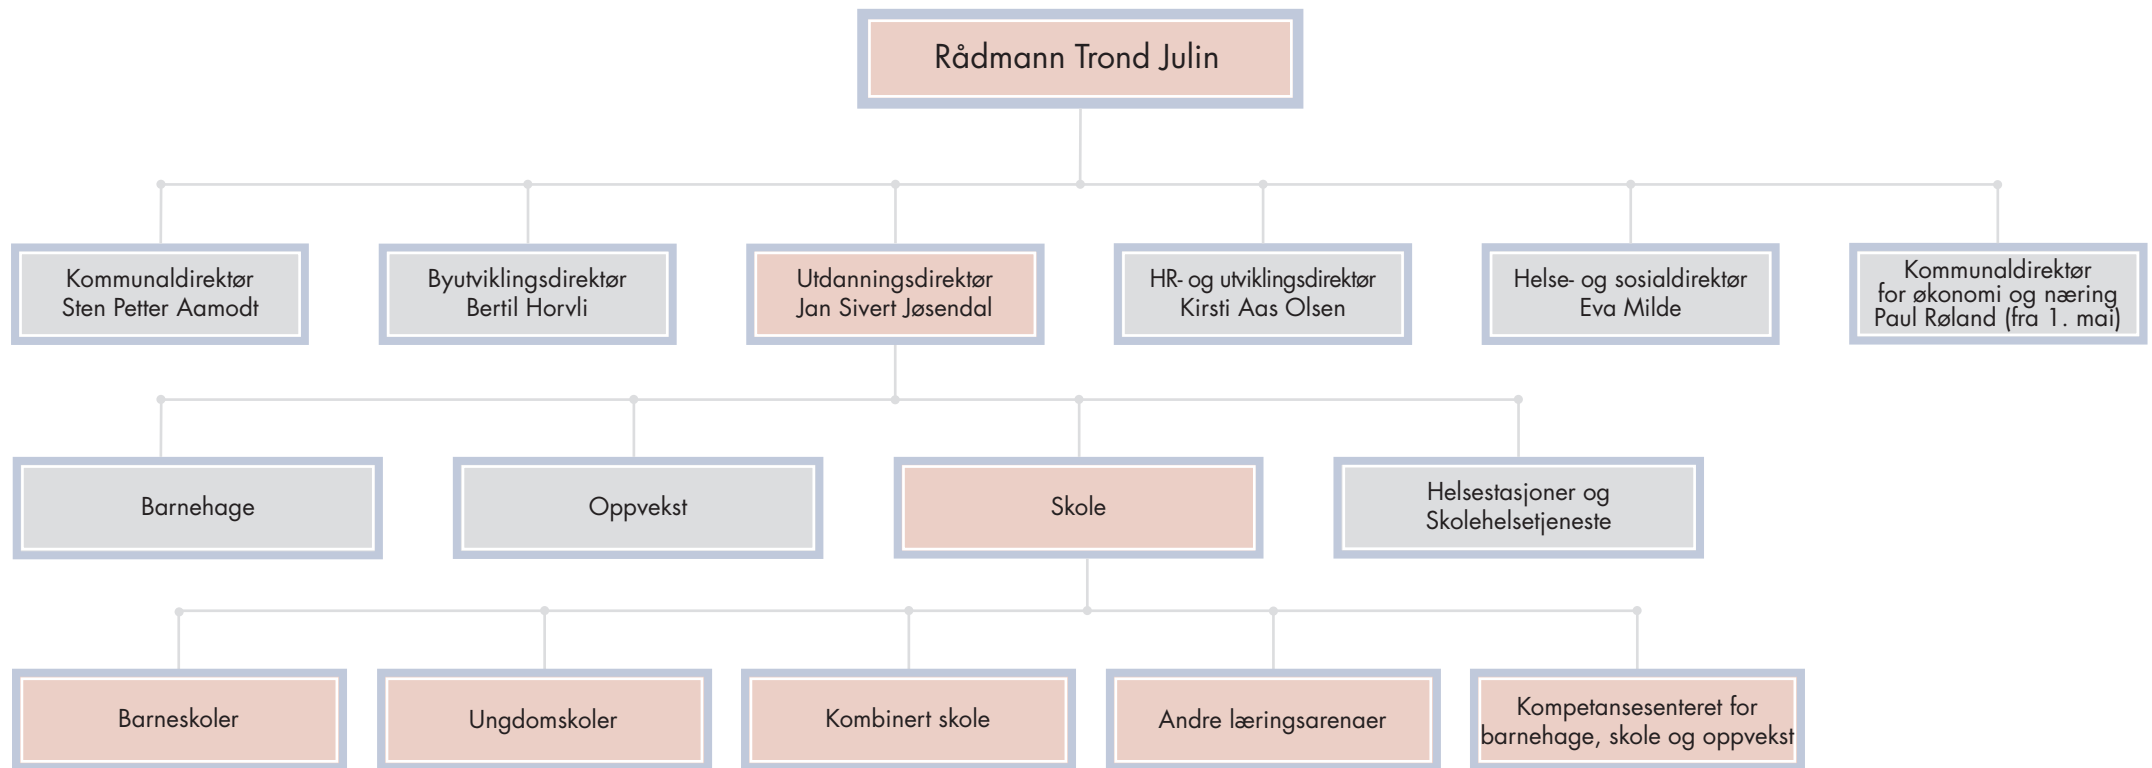 Rådmann Trond Julin
Kommunaldirektør
Sten Petter Aamodt
Byutviklingsdirektør
Bertil Horvli
Utdanningsdirektør
Jan Sivert Jøsendal
HR- og utviklingsdirektør
Kirsti Aas Olsen
Helse- og sosialdirektør
Eva Milde
Kommunaldirektør
for økonomi og næring
Paul Røland (fra 1. mai)
Barnehage
Oppvekst
Skole
Helsestasjoner og
Skolehelsetjeneste
Barneskoler
Ungdomskoler
Kombinert skole
Andre læringsarenaer
Kompetansesenteret for
barnehage, skole og oppvekst